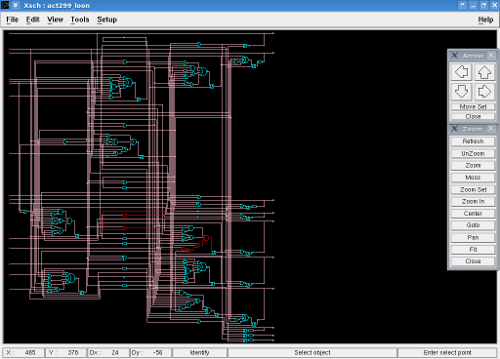 Xsch : act299_loon
File Edit View Tools Setup Help
Arrow
Move Set
Close
Zoom
Refresh
UnZoom
Zoom
Moss
Zoom Set
Zoom In
Center
Goto
Pan
Fit
Close
X : 465 Y : 378 Dx : 24 Dy : -56 Identify Select object Enter select point